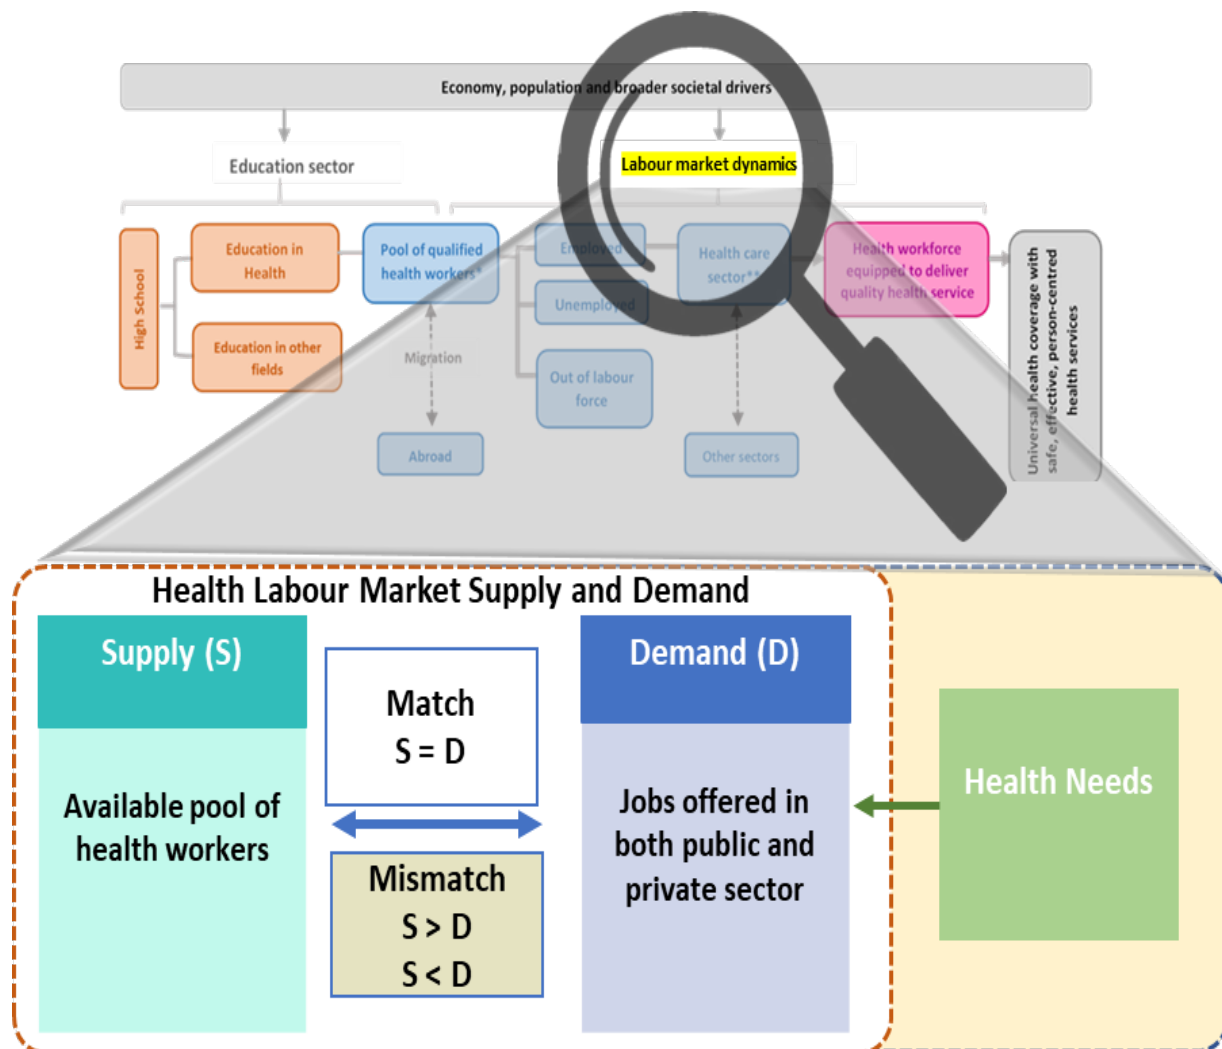 Economy, population and broader societal drivers
Education sector
Labour market dynamics
High School
Education in
Health
Education in other
fields
Pool of qualified
health workers*
Migration
Abroad
Employed
Unemployed
Out of labour
force
Health care
sector**
Other sectors
Health workforce
equipped to deliver
quality health service
Universal health coverage with
safe, effective, person-centred
health services
Health Labour Market Supply and Demand
Supply (S)
Available pool of
health workers
Match
S = D
Mismatch
S > D
S < D
Demand (D)
Jobs offered in
both public and
private sector
Health Needs